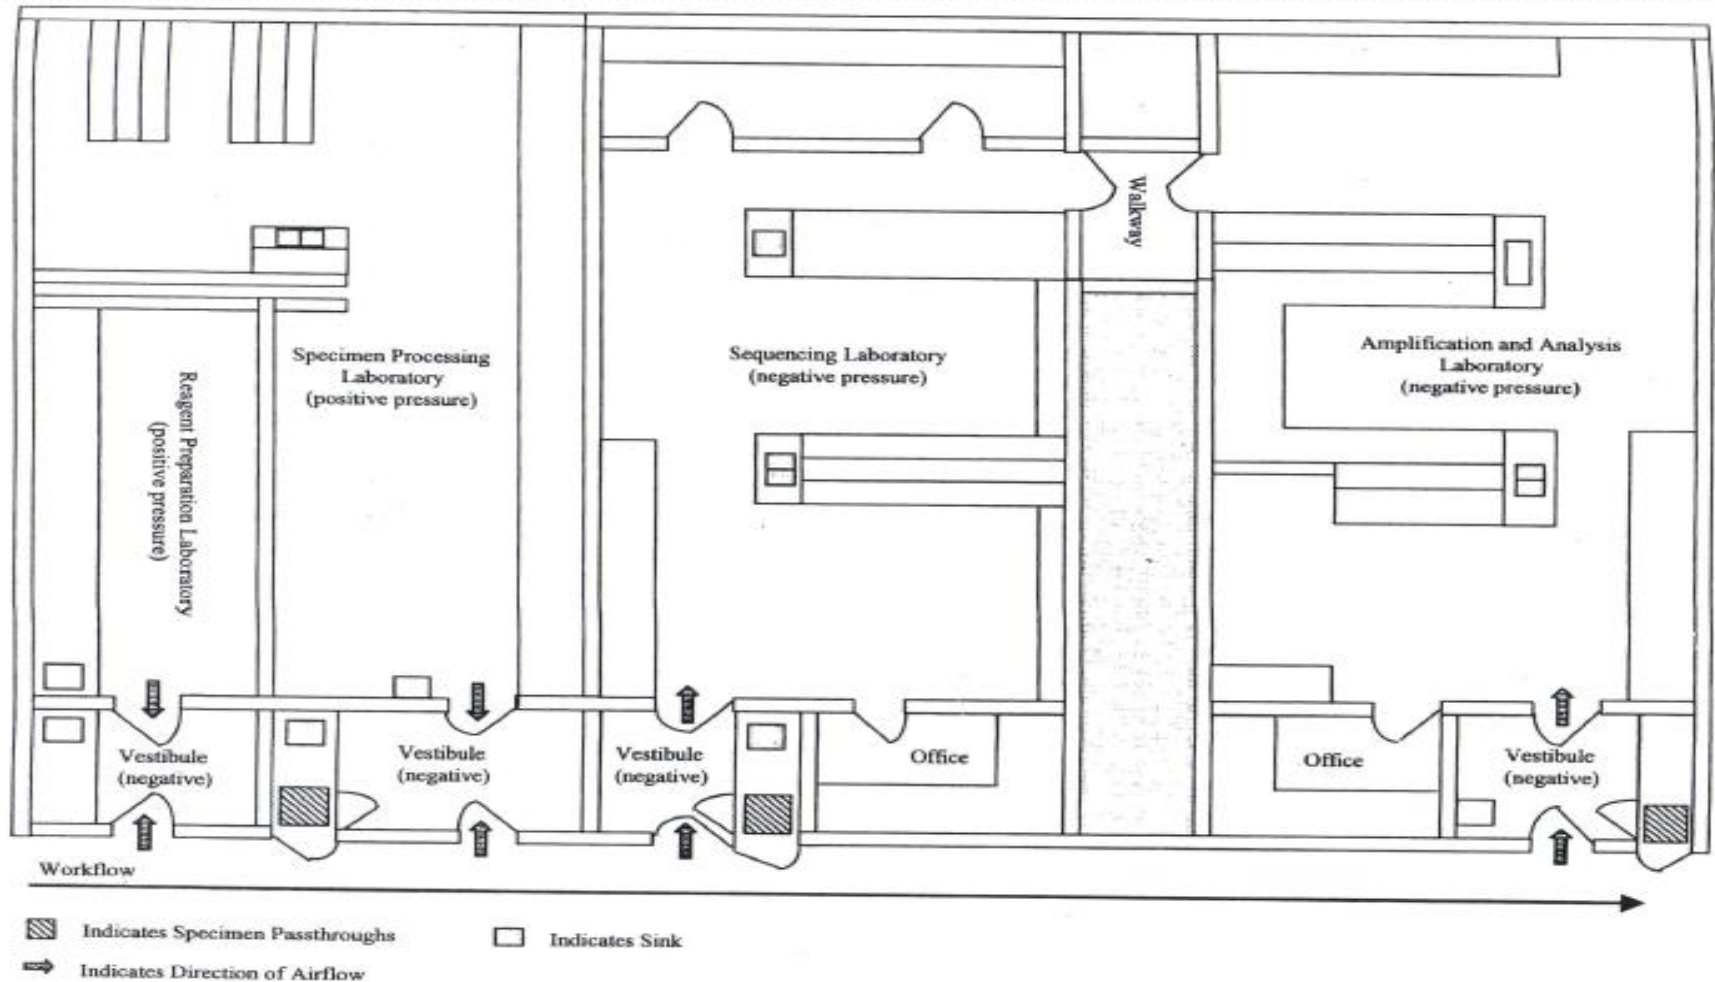 Walkway
Specimen Processing
Laboratory
(positive pressure)
Sequencing Laboratory
(negative pressure)
Amplification and Analysis
Laboratory
(negative pressure)
Reagent Preparation Laboratory
(positive pressure)
Vestibule
(negative)
Vestibule
(negative)
Vestibule
(negative)
Office
Office
Vestibule
(negative)
Workflow
Indicates Specimen Passthroughs
Indicates Sink
Indicates Direction of Airflow